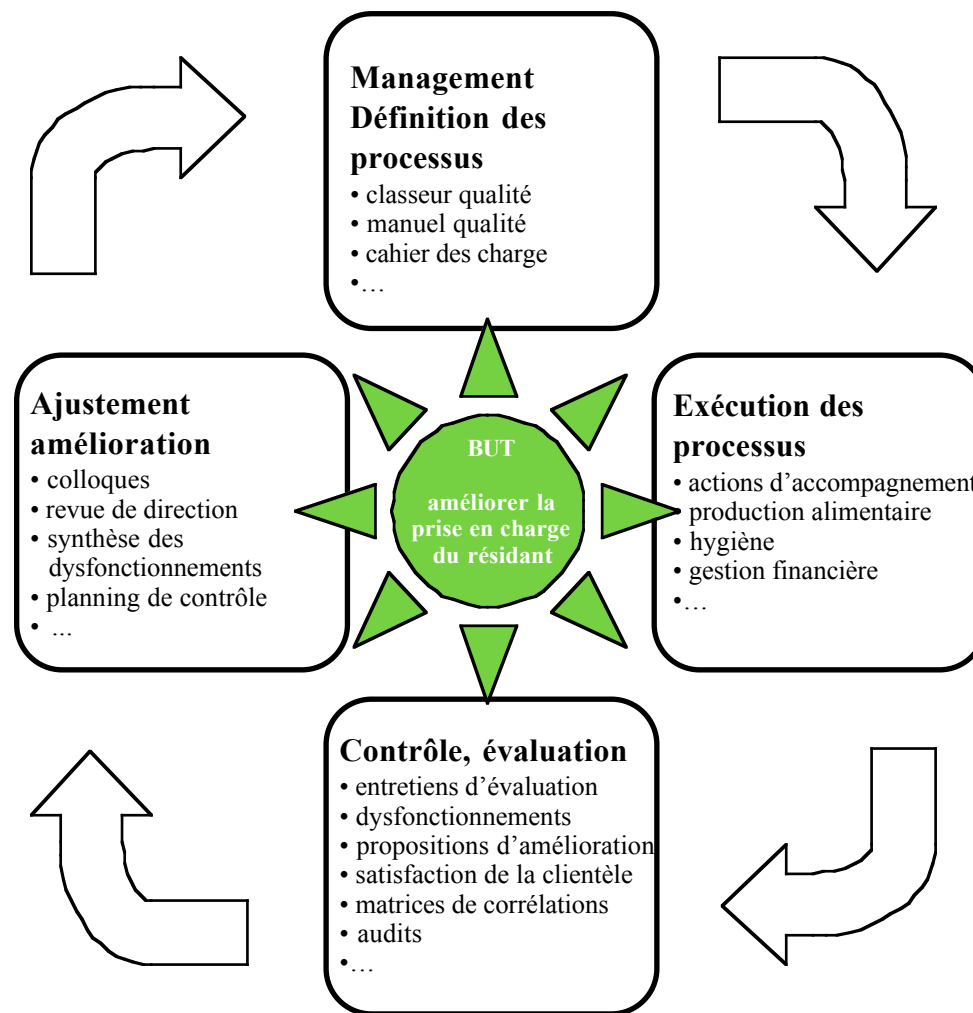 Management
Définition des
processus
• classeur qualité
• manuel qualité
• cahier des charge
•…
Ajustement
amélioration
• colloques
• revue de direction
• synthèse des
dysfonctionnements
• planning de contrôle
• ...
BUT
améliorer la
prise en charge
du résidant
Exécution des
processus
• actions d’accompagnement
• production alimentaire
• hygiène
• gestion financière
•…
Contrôle, évaluation
• entretiens d’évaluation
• dysfonctionnements
• propositions d’amélioration
• satisfaction de la clientèle
• matrices de corrélations
• audits
•…